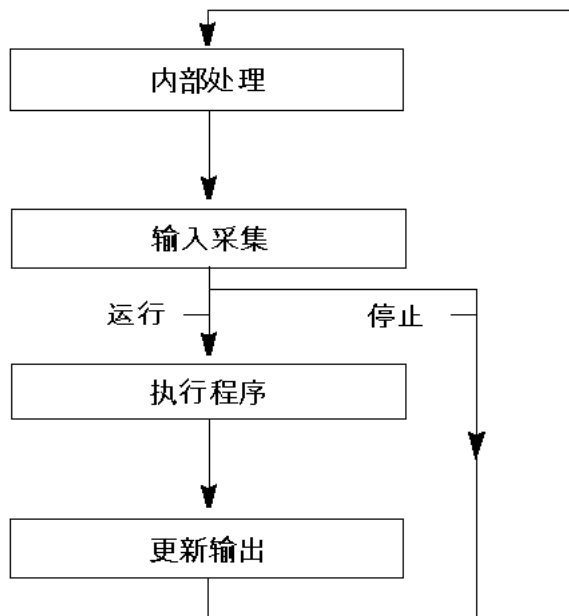 内部处理
输入采集
运行
停止
执行程序
更新输出